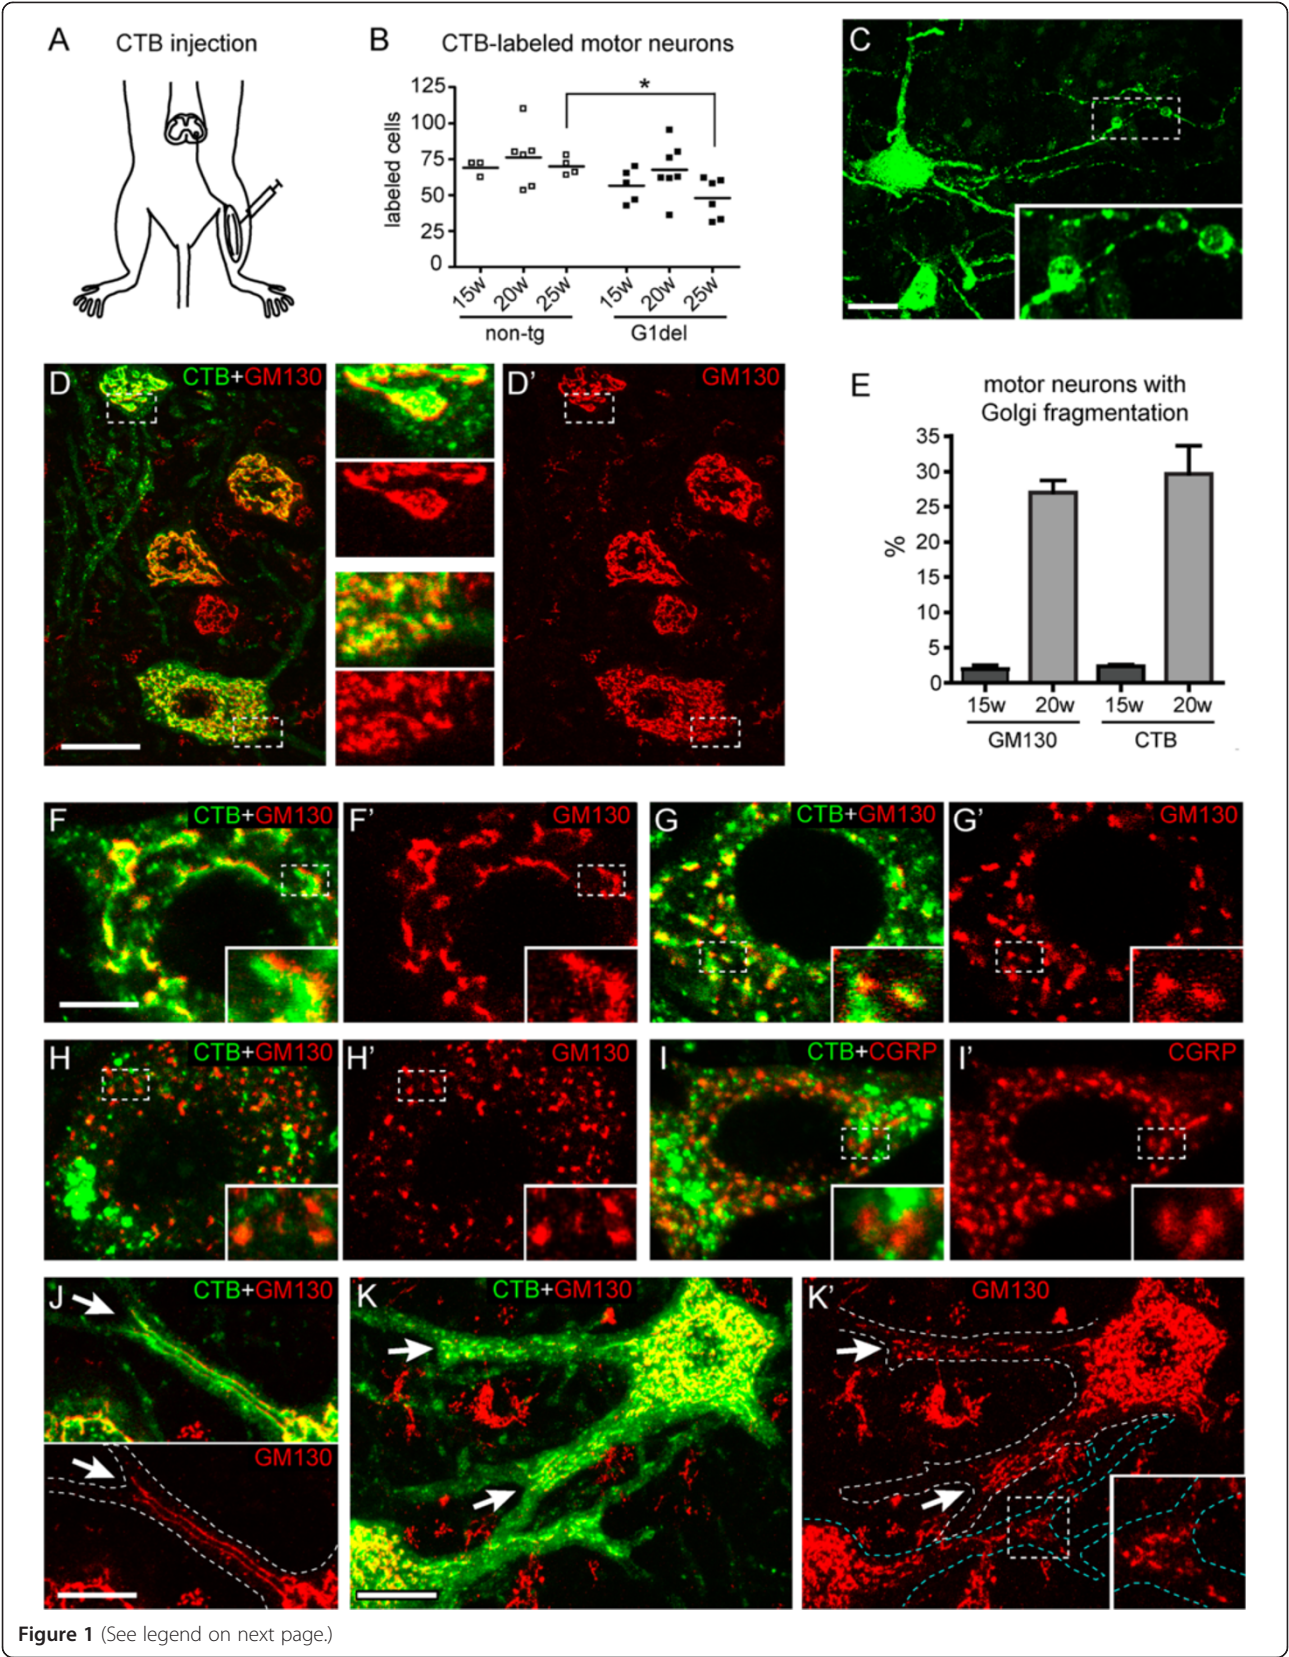 A
CTB injection
B
CTB-labeled motor neurons
labeled cells
125
100
75
50
25
0
*
15w
20w
25w
15w
20w
25w
non-tg
G1del
C
D
CTB+GM130
D’
GM130
E
motor neurons with
Golgi fragmentation
%
35
30
25
20
15
10
5
0
15w
20w
15w
20w
GM130
CTB
F
CTB+GM130
F’
GM130
G
CTB+GM130
G’
GM130
H
CTB+GM130
H’
GM130
I
CTB+CGRP
I’
CGRP
J
CTB+GM130
GM130
K
CTB+GM130
K’
GM130
Figure 1 (See legend on next page.)